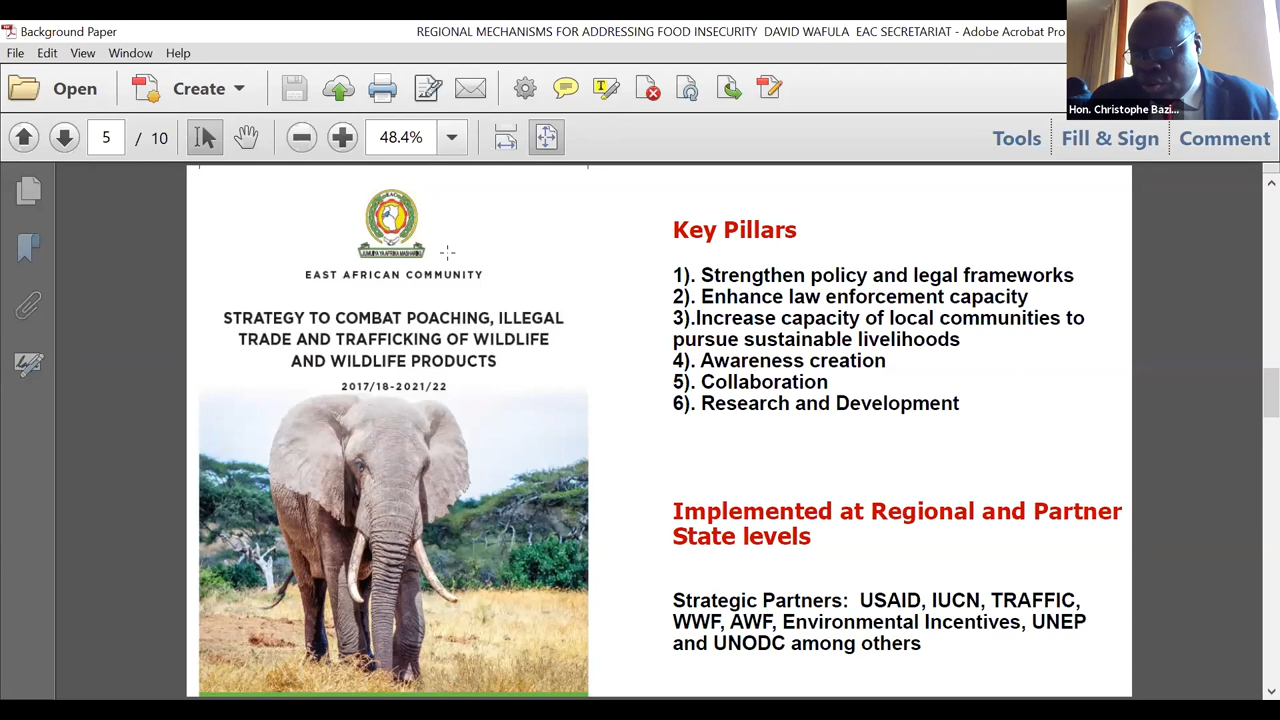 Background Paper
REGIONAL MECHANISMS FOR ADDRESSING FOOD INSECURITY DAVID WAFULA EAC SECRETARIAT - Adobe Acrobat Pro
File Edit View Window Help
Open Create
5 / 10 48.4% Tools Fill & Sign Comment
Hon. Christophe Bazi...
EAC
JUMUIYA YA AFRIKA MASHARIKI
EAST AFRICAN COMMUNITY
STRATEGY TO COMBAT POACHING, ILLEGAL
TRADE AND TRAFFICKING OF WILDLIFE
AND WILDLIFE PRODUCTS
2017/18-2021/22
Key Pillars
1). Strengthen policy and legal frameworks
2). Enhance law enforcement capacity
3).Increase capacity of local communities to
pursue sustainable livelihoods
4). Awareness creation
5). Collaboration
6). Research and Development
Implemented at Regional and Partner
State levels
Strategic Partners: USAID, IUCN, TRAFFIC,
WWF, AWF, Environmental Incentives, UNEP
and UNODC among others